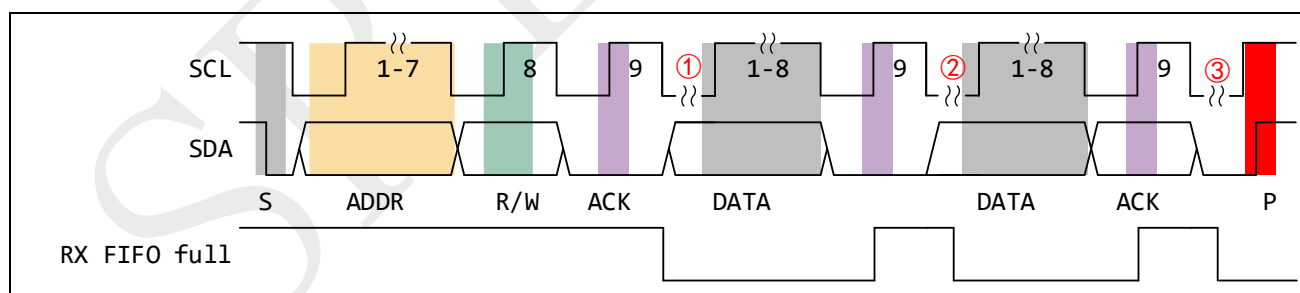 SCL 1-7 8 9 ① 1-8 9 ② 1-8 9 ③
SDA
S ADDR R/W ACK DATA DATA ACK P
RX FIFO full